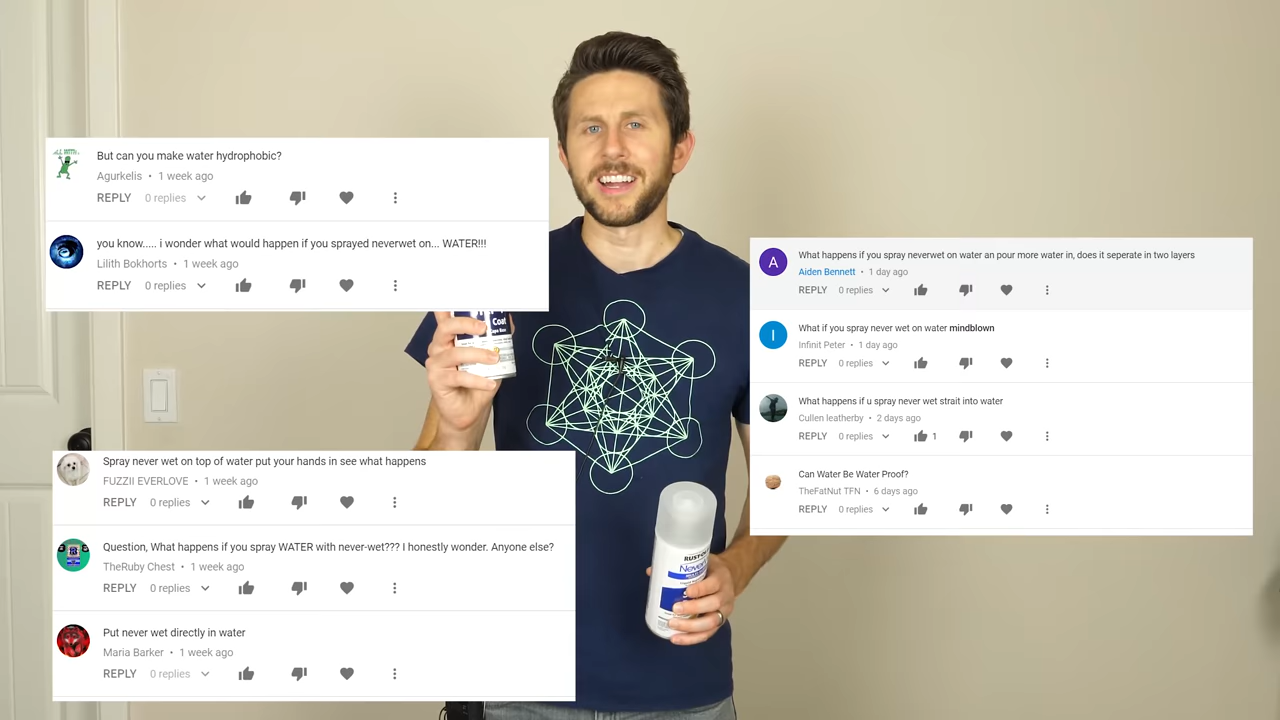 But can you make water hydrophobic?
Agurkelis • 1 week ago
REPLY 0 replies
you know..... i wonder what would happen if you sprayed neverwet on... WATER!!!
Lilith Bokhorts • 1 week ago
REPLY 0 replies
Coat
Spray never wet on top of water put your hands in see what happens
FUZZII EVERLOVE • 1 week ago
REPLY 0 replies
Question, What happens if you spray WATER with never-wet??? I honestly wonder. Anyone else?
TheRuby Chest • 1 week ago
REPLY 0 replies
Put never wet directly in water
Maria Barker • 1 week ago
REPLY 0 replies
A
What happens if you spray neverwet on water an pour more water in, does it seperate in two layers
Aiden Bennett • 1 day ago
REPLY 0 replies
I
What if you spray never wet on water mindblown
Infinit Peter • 1 day ago
REPLY 0 replies
What happens if u spray never wet strait into water
Cullen leatherby • 2 days ago
REPLY 0 replies 1
Can Water Be Water Proof?
TheFatNut TFN • 6 days ago
REPLY 0 replies
RUST-O
Never